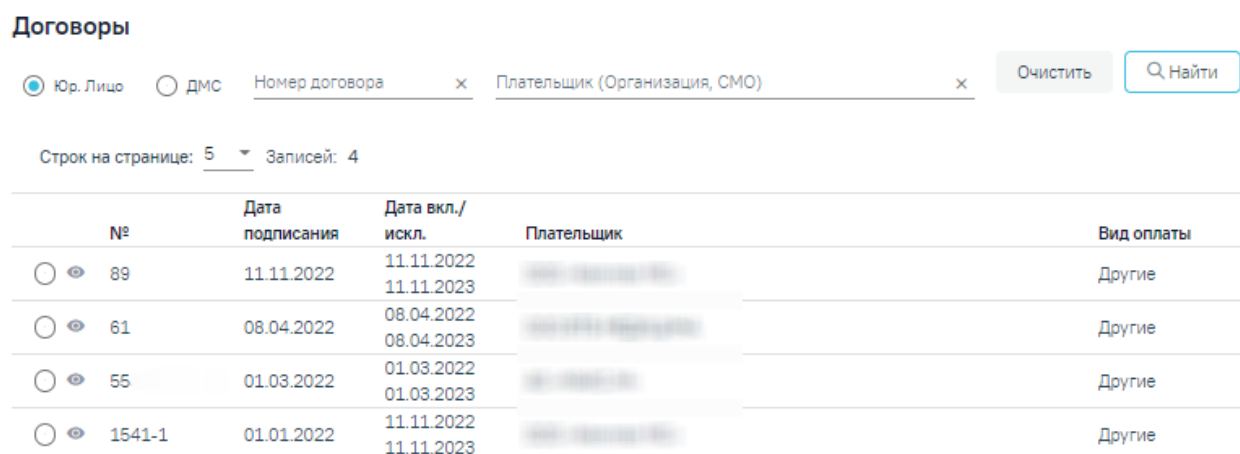 Договоры
Юр. Лицо ДМС Номер договора × Плательщик (Организация, СМО) × Очистить Найти
Строк на странице: 5 Записей: 4
№ Дата подписания Дата вкл./ искл. Плательщик Вид оплаты
89 11.11.2022 11.11.2022 11.11.2023 Другие
61 08.04.2022 08.04.2022 08.04.2023 Другие
55 01.03.2022 01.03.2022 01.03.2023 Другие
1541-1 01.01.2022 11.11.2022 11.11.2023 Другие